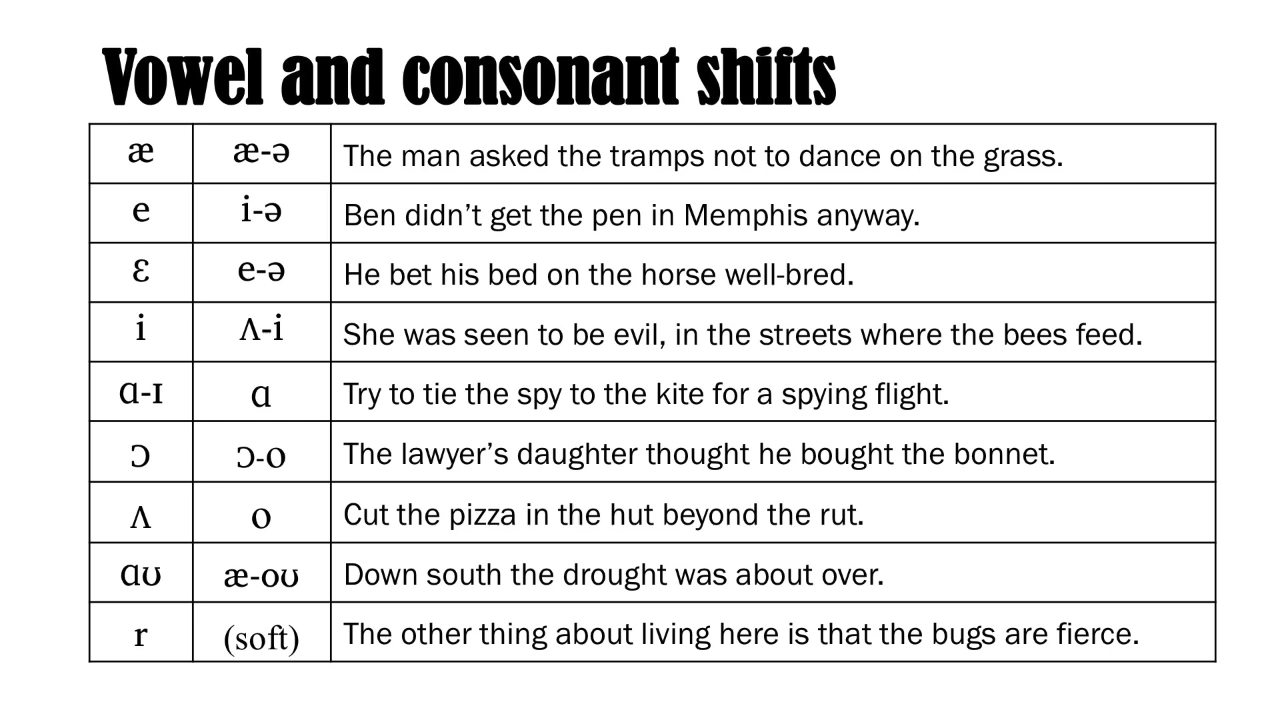 Vowel and consonant shifts
æ æ-ə The man asked the tramps not to dance on the grass.
e i-ə Ben didn’t get the pen in Memphis anyway.
ɛ e-ə He bet his bed on the horse well-bred.
i Λ-i She was seen to be evil, in the streets where the bees feed.
ɑ-ɪ ɑ Try to tie the spy to the kite for a spying flight.
ɔ ɔ-o The lawyer’s daughter thought he bought the bonnet.
Λ o Cut the pizza in the hut beyond the rut.
ɑʊ æ-oʊ Down south the drought was about over.
r (soft) The other thing about living here is that the bugs are fierce.